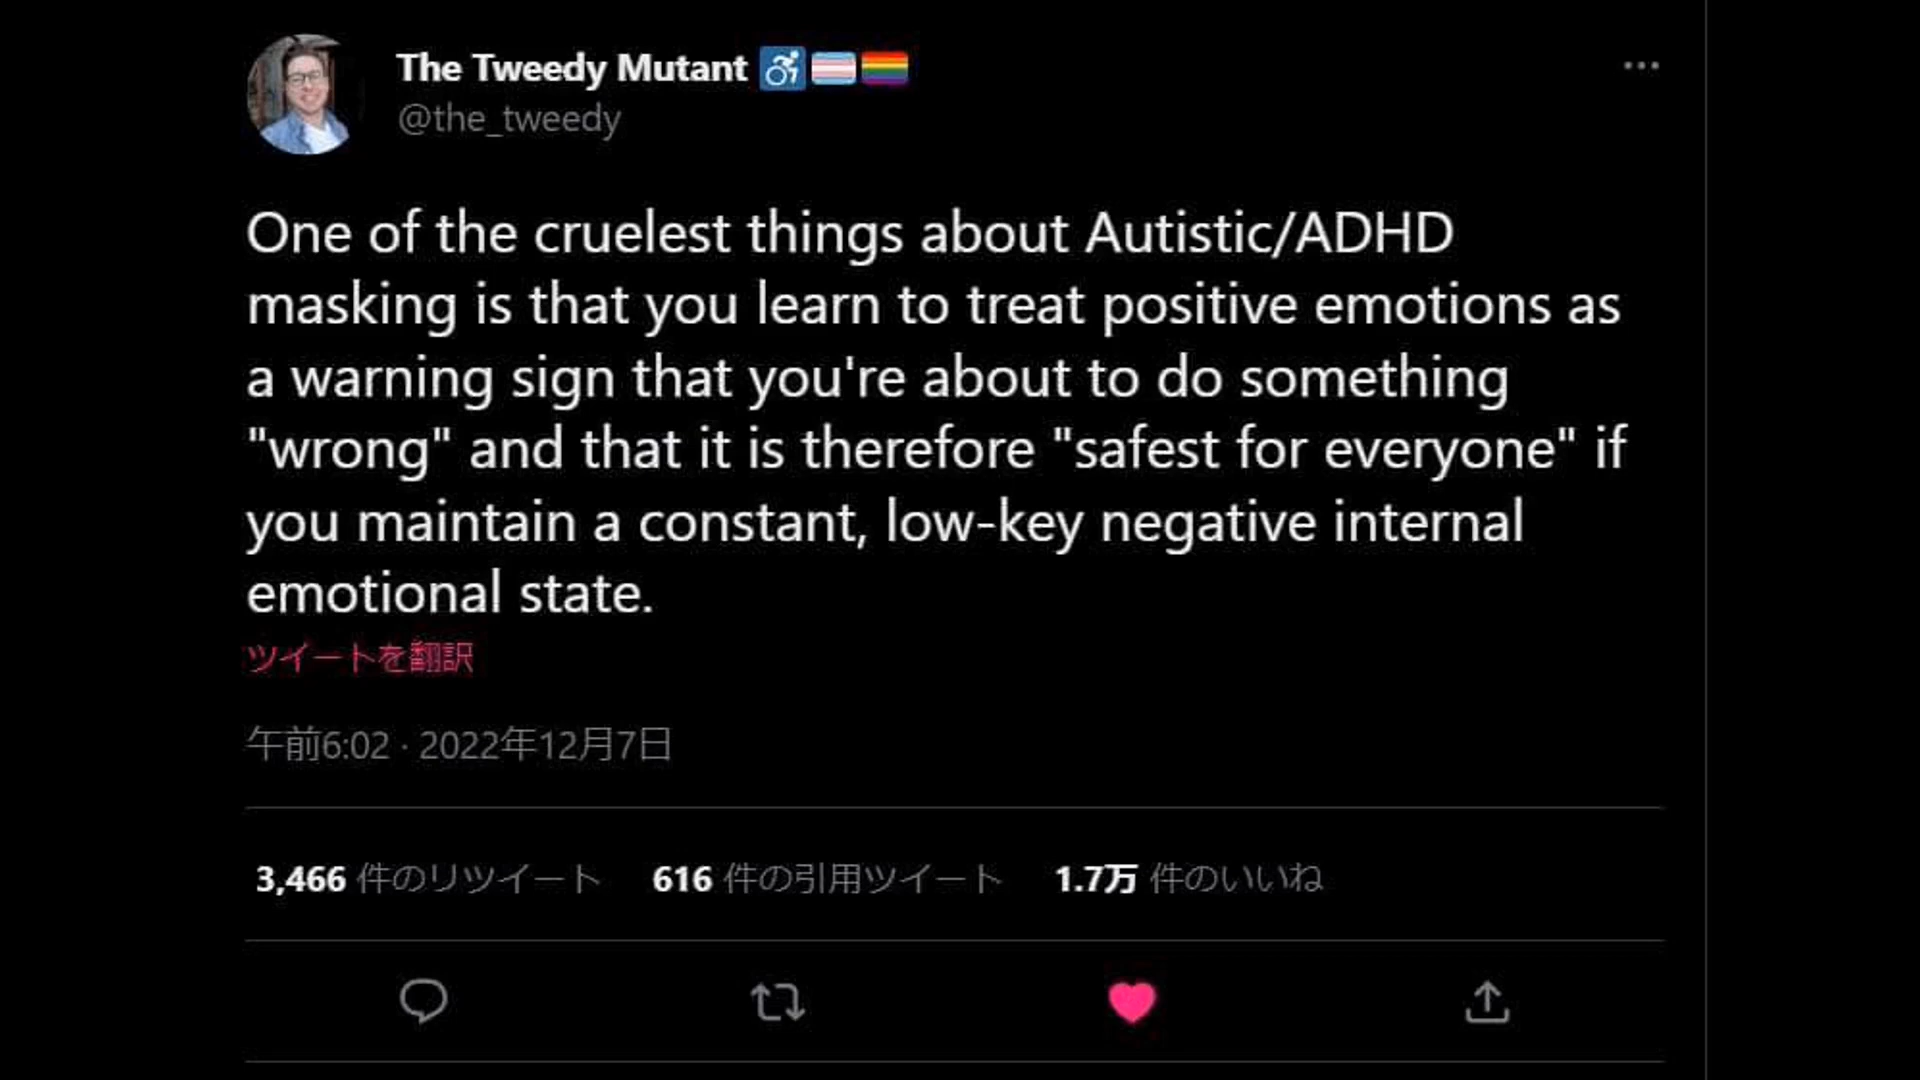 The Tweedy Mutant
@the_tweedy
One of the cruelest things about Autistic/ADHD
masking is that you learn to treat positive emotions as
a warning sign that you're about to do something
"wrong" and that it is therefore "safest for everyone" if
you maintain a constant, low-key negative internal
emotional state.
ツイートを翻訳
午前6:02 · 2022年12月7日
3,466 件のリツイート 616 件の引用ツイート 1.7万 件のいいね